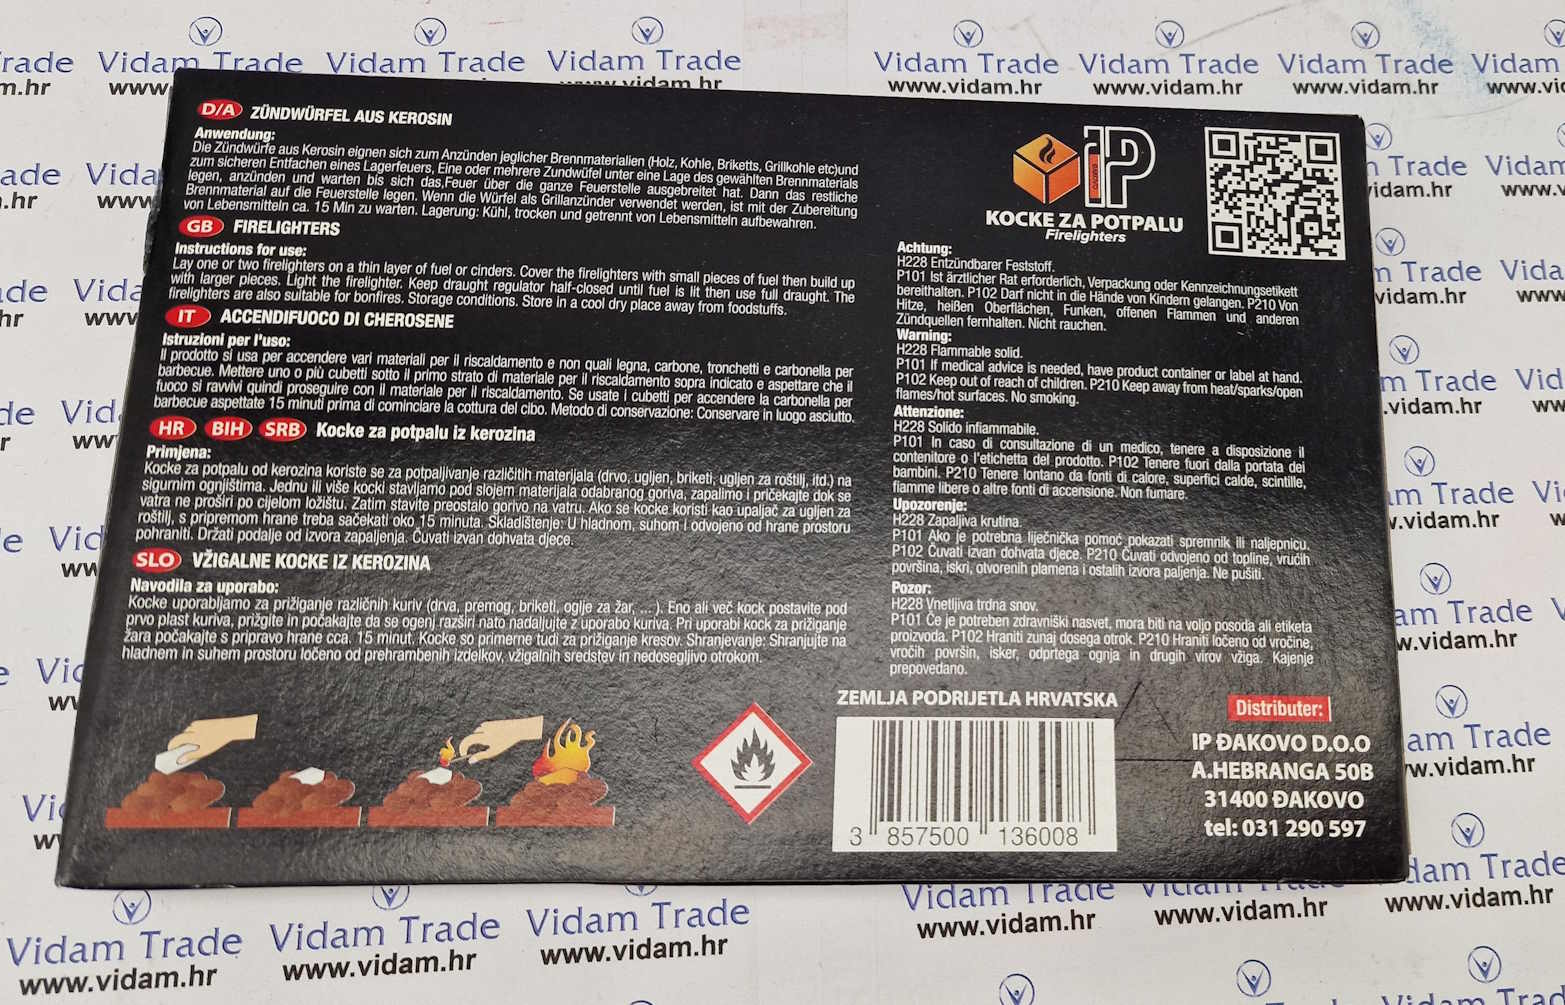 D/A ZÜNDWÜRFEL AUS KEROSIN
Anwendung:
Die Zündwürfe aus Kerosin eignen sich zum Anzünden jeglicher Brennmaterialien (Holz, Kohle, Briketts, Grillkohle etc)und
zum sicheren Entfachen eines Lagerfeuers, Eine oder mehrere Zundwüfel unter eine Lage des gewählten Brennmaterials
legen, anzünden und warten bis sich das,Feuer über die ganze Feuerstelle ausgebreitet hat. Dann das restliche
Brennmaterial auf die Feuerstelle legen. Wenn die Würfel als Grillanzünder verwendet werden, ist mit der Zubereitung
von Lebensmitteln ca. 15 Min zu warten. Lagerung: Kühl, trocken und getrennt von Lebensmitteln aufbewahren.
GB FIRELIGHTERS
Instructions for use:
Lay one or two firelighters on a thin layer of fuel or cinders. Cover the firelighters with small pieces of fuel then build up
with larger pieces. Light the firelighter. Keep draught regulator half-closed until fuel is lit then use full draught. The
firelighters are also suitable for bonfires. Storage conditions. Store in a cool dry place away from foodstuffs.
IT ACCENDIFUOCO DI CHEROSENE
Istruzioni per l'uso:
Il prodotto si usa per accendere vari materiali per il riscaldamento e non quali legna, carbone, tronchetti e carbonella per
barbecue. Mettere uno o più cubetti sotto il primo strato di materiale per il riscaldamento sopra indicato e aspettare che il
fuoco si ravvivi quindi proseguire con il materiale per il riscaldamento. Se usate i cubetti per accendere la carbonella per
barbecue aspettate 15 minuti prima di cominciare la cottura del cibo. Metodo di conservazione: Conservare in luogo asciutto.
HR BIH SRB Kocke za potpalu iz kerozina
Primjena:
Kocke za potpalu od kerozina koriste se za potpaljivanje različitih materijala (drvo, ugljen, briketi, ugljen za roštilj, itd.) na
sigurnim ognjištima. Jednu ili više kocki stavljamo pod slojem materijala odabranog goriva, zapalimo i pričekajte dok se
vatra ne proširi po cijelom ložištu. Zatim stavite preostalo gorivo na vatru. Ako se kocke koristi kao upaljač za ugljen za
roštilj, s pripremom hrane treba sačekati oko 15 minuta. Skladištenje: U hladnom, suhom i odvojeno od hrane prostoru
pohraniti. Držati podalje od izvora zapaljenja. Čuvati izvan dohvata djece.
SLO VŽIGALNE KOCKE IZ KEROZINA
Navodila za uporabo:
Kocke uporabljamo za prižiganje različnih kuriv (drva, premog, briketi, oglje za žar, ... ). Eno ali več kock postavite pod
prvo plast kuriva, prižgite in počakajte da se ogenj razširi nato nadaljujte z uporabo kuriva. Pri uporabi kock za prižiganje
žara počakajte s pripravo hrane cca. 15 minut. Kocke so primerne tudi za prižiganje kresov. Shranjevanje: Shranjujte na
hladnem in suhem prostoru ločeno od prehrambenih izdelkov, vžigalnih sredstev in nedosegljivo otrokom.
IP
KOCKE ZA POTPALU
Firelighters
Achtung:
H228 Entzündbarer Feststoff.
P101 Ist ärztlicher Rat erforderlich, Verpackung oder Kennzeichnungsetikett
bereithalten. P102 Darf nicht in die Hände von Kindern gelangen. P210 Von
Hitze, heißen Oberflächen, Funken, offenen Flammen und anderen
Zündquellen fernhalten. Nicht rauchen.
Warning:
H228 Flammable solid.
P101 If medical advice is needed, have product container or label at hand.
P102 Keep out of reach of children. P210 Keep away from heat/sparks/open
flames/hot surfaces. No smoking.
Attenzione:
H228 Solido infiammabile.
P101 In caso di consultazione di un medico, tenere a disposizione il
contenitore o l'etichetta del prodotto. P102 Tenere fuori dalla portata dei
bambini. P210 Tenere lontano da fonti di calore, superfici calde, scintille,
fiamme libere o altre fonti di accensione. Non fumare.
Upozorenje:
H228 Zapaljiva krutina.
P101 Ako je potrebna liječnička pomoć pokazati spremnik ili naljepnicu.
P102 Čuvati izvan dohvata djece. P210 Čuvati odvojeno od topline, vrućih
površina, iskri, otvorenih plamena i ostalih izvora paljenja. Ne pušiti.
Pozor:
H228 Vnetljiva trdna snov.
P101 Če je potreben zdravniški nasvet, mora biti na voljo posoda ali etiketa
proizvoda. P102 Hraniti zunaj dosega otrok. P210 Hraniti ločeno od vročine,
vročih površin, isker, odprtega ognja in drugih virov vžiga. Kajenje
prepovedano.
ZEMLJA PODRIJETLA HRVATSKA
3 857500 136008
Distributer:
IP ĐAKOVO D.O.O
A.HEBRANGA 50B
31400 ĐAKOVO
tel: 031 290 597
Vidam Trade
www.vidam.hr